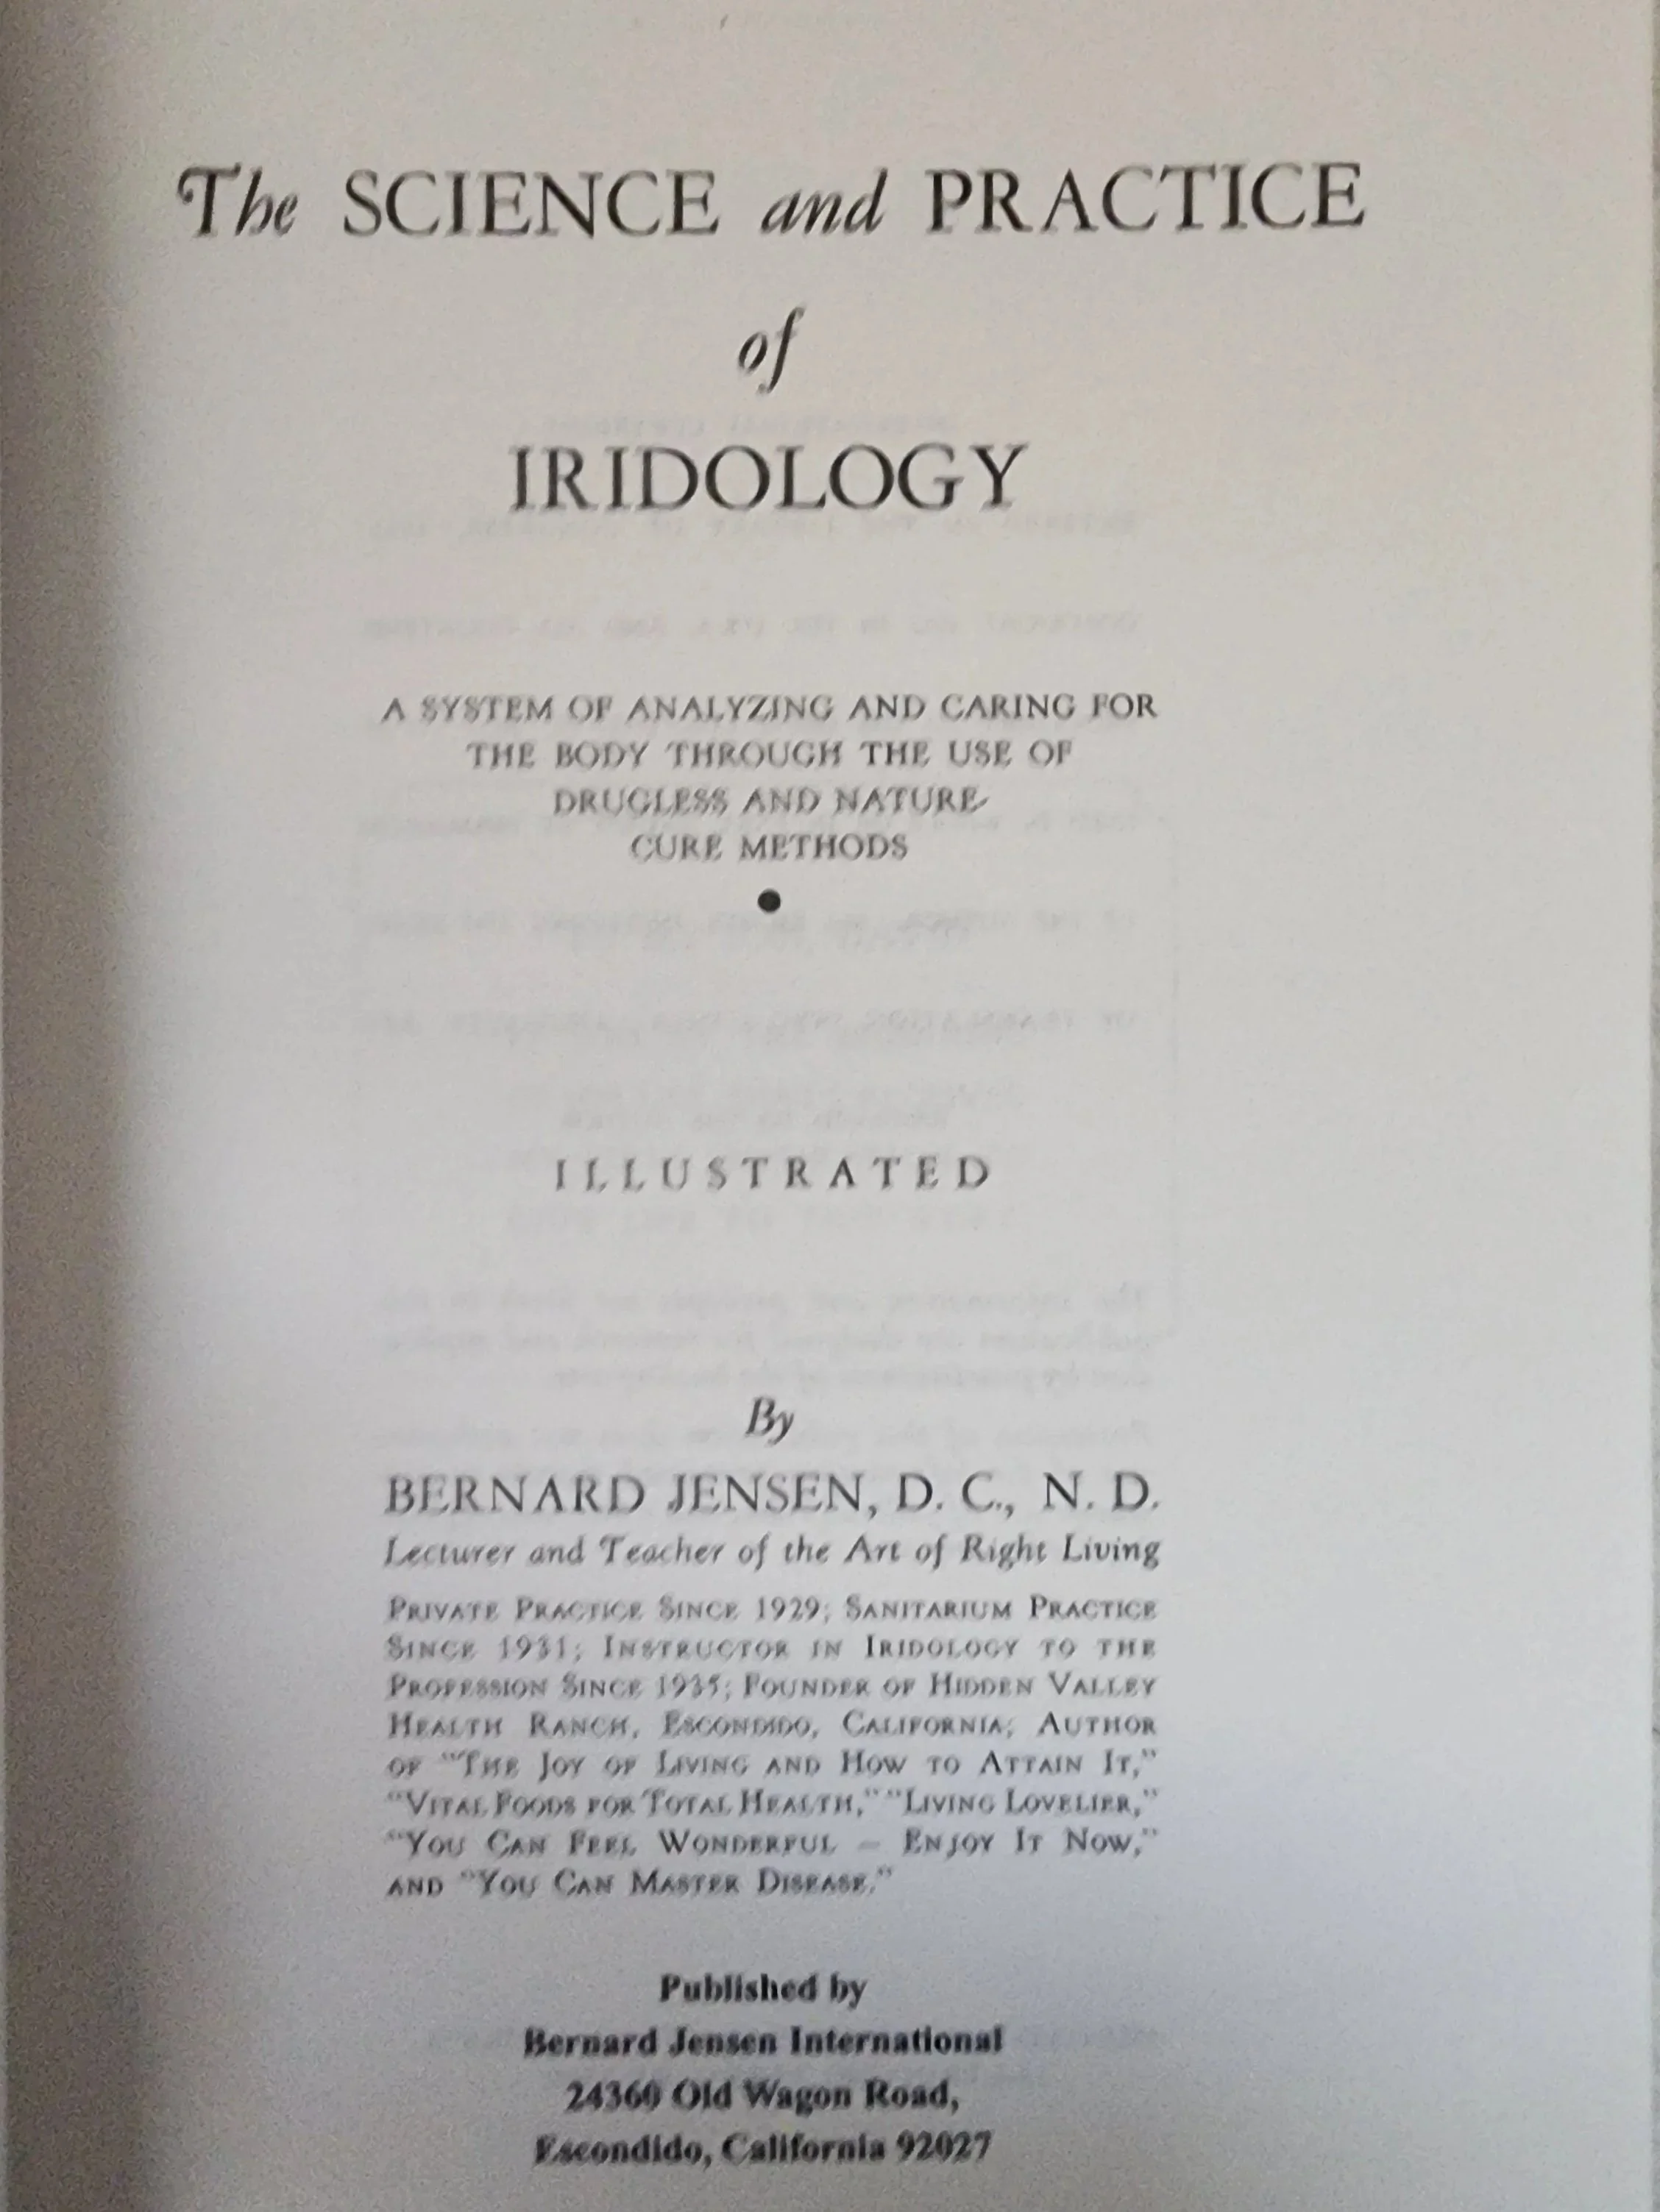 The SCIENCE and PRACTICE
of
IRIDOLOGY
A SYSTEM OF ANALYZING AND CARING FOR
THE BODY THROUGH THE USE OF
DRUGLESS AND NATURE-
CURE METHODS
•
ILLUSTRATED
By
BERNARD JENSEN, D. C., N. D.
Lecturer and Teacher of the Art of Right Living
PRIVATE PRACTICE SINCE 1929; SANITARIUM PRACTICE
SINCE 1931; INSTRUCTOR IN IRIDOLOGY TO THE
PROFESSION SINCE 1935; FOUNDER OF HIDDEN VALLEY
HEALTH RANCH, ESCONDIDO, CALIFORNIA; AUTHOR
OF "THE JOY OF LIVING AND HOW TO ATTAIN IT,"
"VITAL FOODS FOR TOTAL HEALTH," "LIVING LOVELIER,"
"YOU CAN FEEL WONDERFUL – ENJOY IT NOW,"
AND "YOU CAN MASTER DISEASE."
Published by
Bernard Jensen International
24360 Old Wagon Road,
Escondido, California 92027